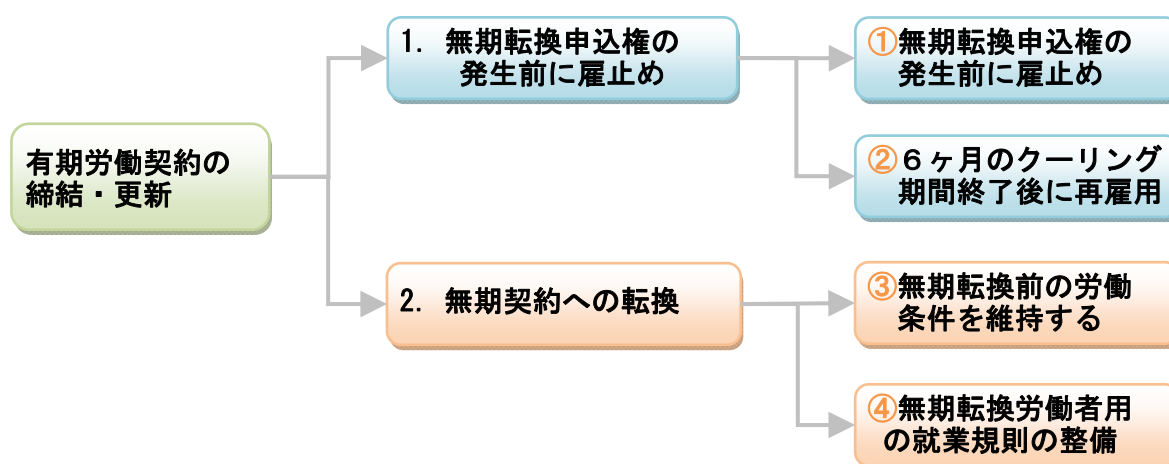 有期労働契約の
締結・更新
1. 無期転換申込権の
発生前に雇止め
2. 無期契約への転換
①無期転換申込権の
発生前に雇止め
②６ヶ月のクーリング
期間終了後に再雇用
③無期転換前の労働
条件を維持する
④無期転換労働者用
の就業規則の整備